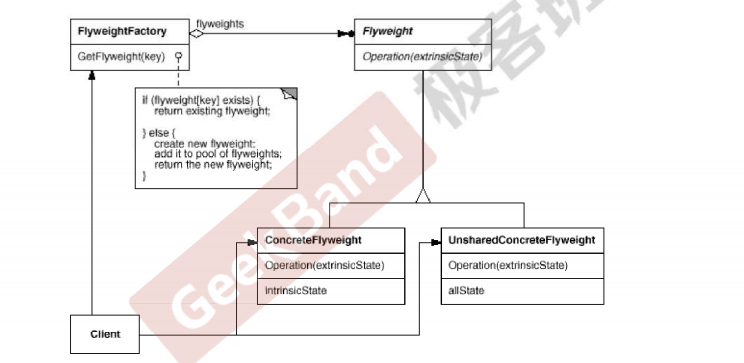 FlyweightFactory
flyweights
Flyweight
GetFlyweight(key)
Operation(extrinsicState)
if (flyweight[key] exists) {
return existing flyweight;
} else {
create new flyweight;
add it to pool of flyweights;
return the new flyweight;
}
ConcreteFlyweight
UnsharedConcreteFlyweight
Operation(extrinsicState)
Operation(extrinsicState)
intrinsicState
allState
Client
GeekBand
极客班